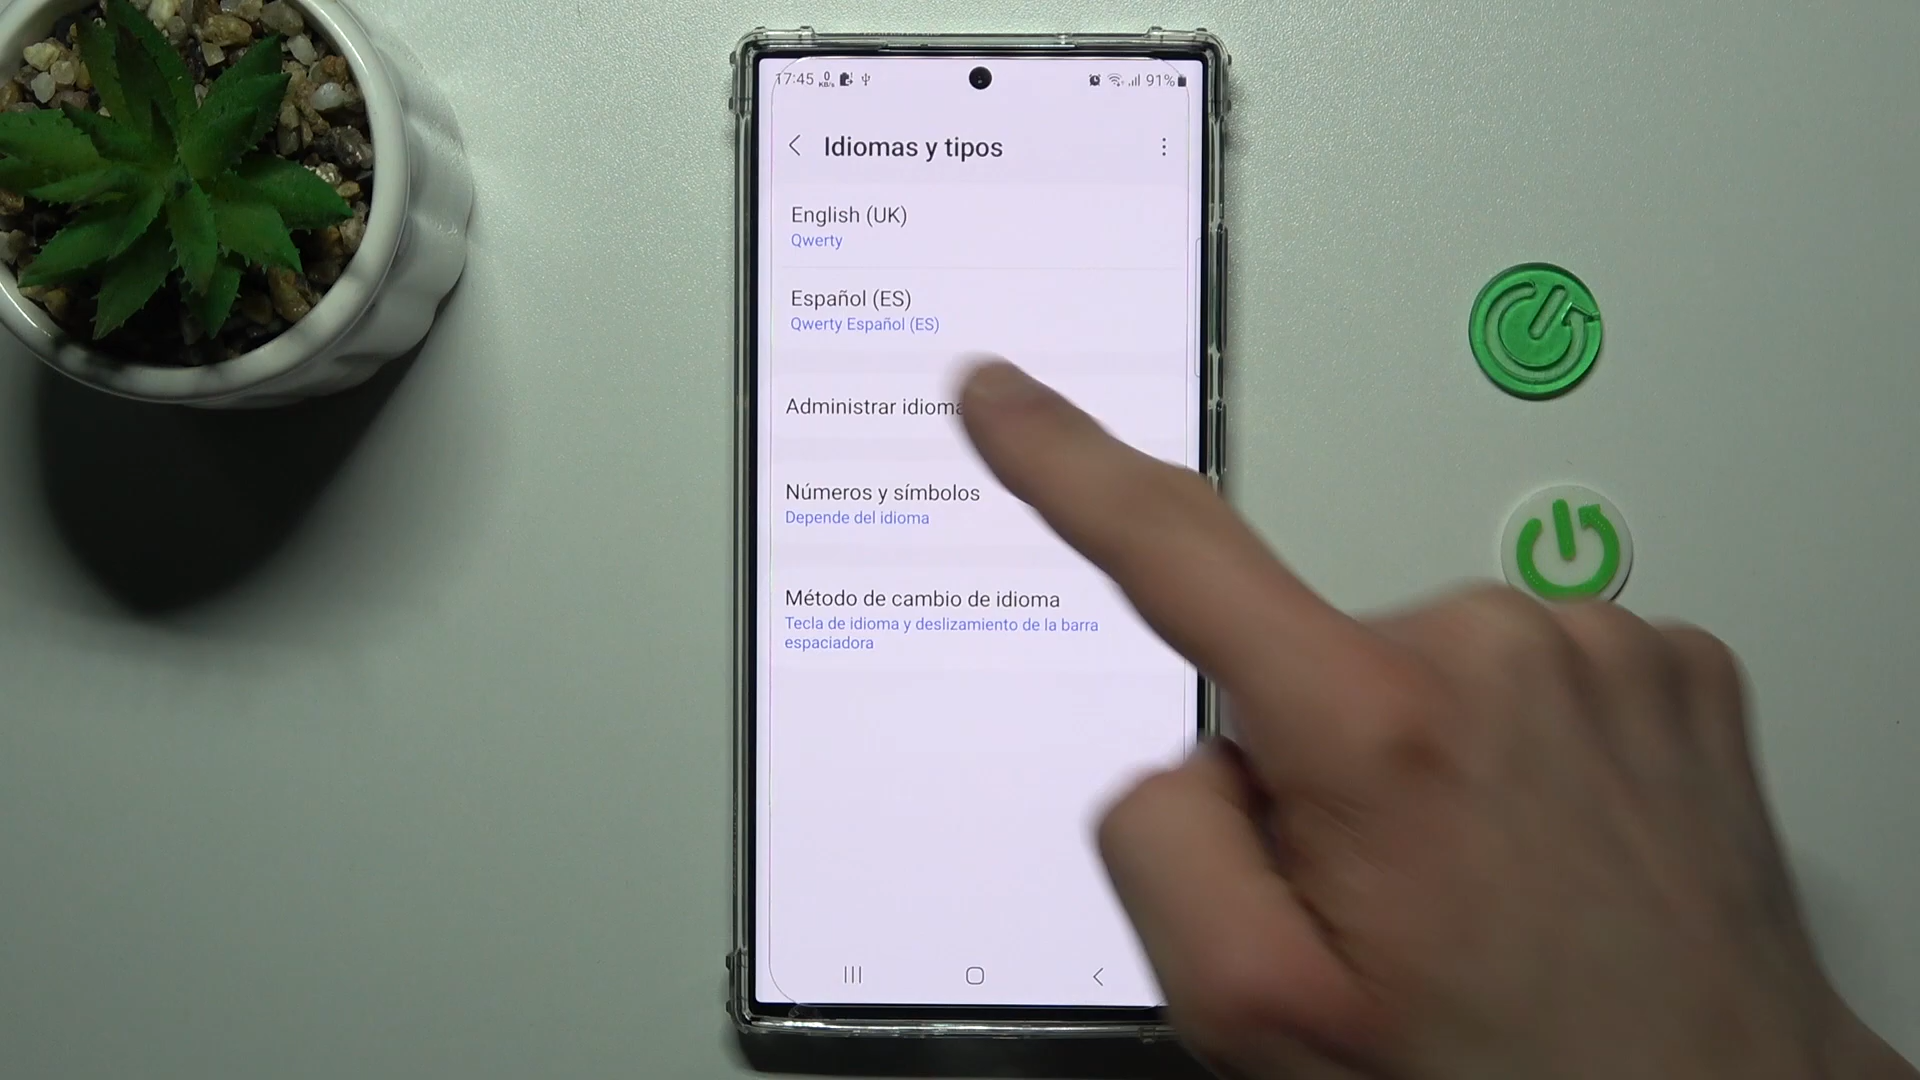 17:45
91%
Idiomas y tipos
English (UK)
Qwerty
Español (ES)
Qwerty Español (ES)
Administrar idioma
Números y símbolos
Depende del idioma
Método de cambio de idioma
Tecla de idioma y deslizamiento de la barra
espaciadora